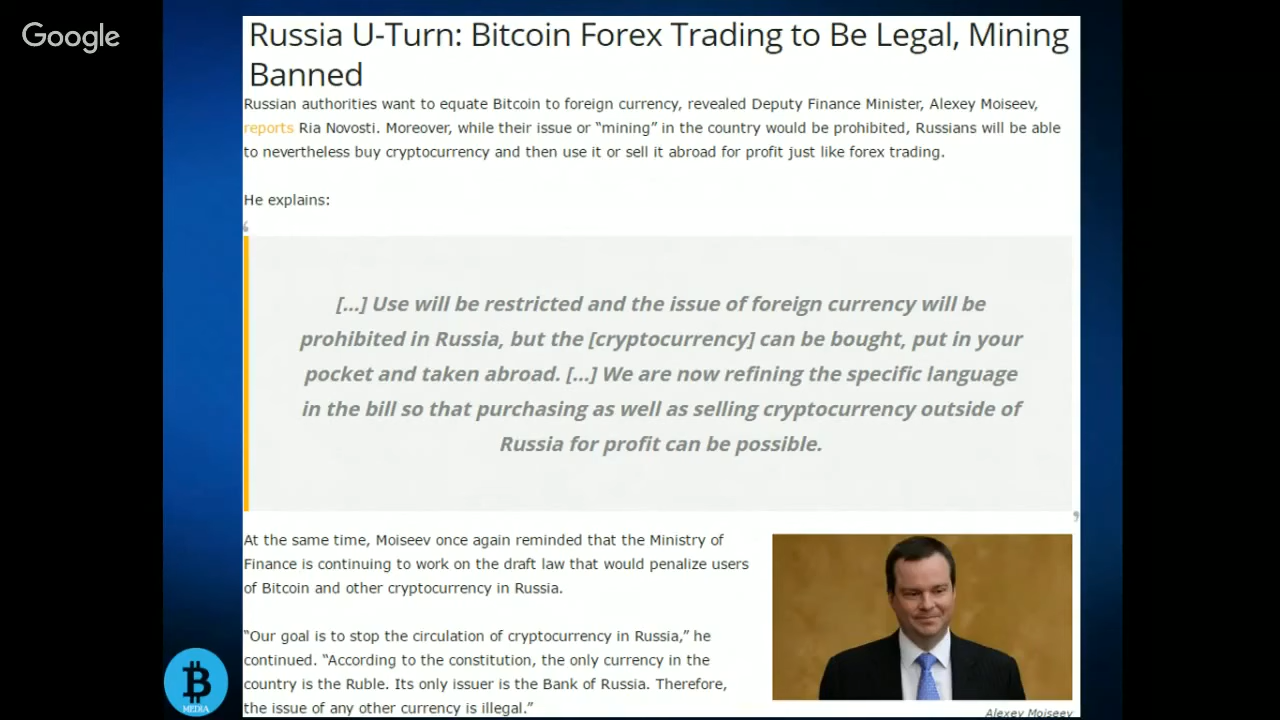 Google
Russia U-Turn: Bitcoin Forex Trading to Be Legal, Mining
Banned
Russian authorities want to equate Bitcoin to foreign currency, revealed Deputy Finance Minister, Alexey Moiseev,
reports Ria Novosti. Moreover, while their issue or “mining” in the country would be prohibited, Russians will be able
to nevertheless buy cryptocurrency and then use it or sell it abroad for profit just like forex trading.
He explains:
[...] Use will be restricted and the issue of foreign currency will be
prohibited in Russia, but the [cryptocurrency] can be bought, put in your
pocket and taken abroad. [...] We are now refining the specific language
in the bill so that purchasing as well as selling cryptocurrency outside of
Russia for profit can be possible.
At the same time, Moiseev once again reminded that the Ministry of
Finance is continuing to work on the draft law that would penalize users
of Bitcoin and other cryptocurrency in Russia.
“Our goal is to stop the circulation of cryptocurrency in Russia,” he
continued. “According to the constitution, the only currency in the
country is the Ruble. Its only issuer is the Bank of Russia. Therefore,
the issue of any other currency is illegal.”
Alexey Moiseev
MEDIA